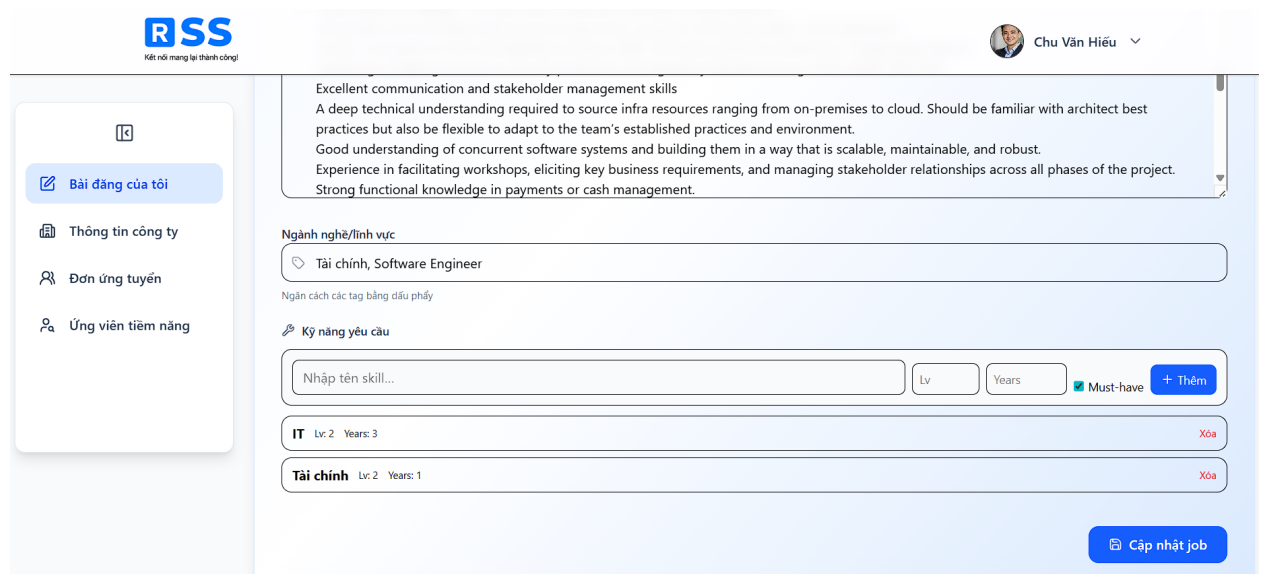 RSS
Kết nối mang lại thành công!
Chu Văn Hiếu
Bài đăng của tôi
Thông tin công ty
Đơn ứng tuyển
Ứng viên tiềm năng
Excellent communication and stakeholder management skills
A deep technical understanding required to source infra resources ranging from on-premises to cloud. Should be familiar with architect best
practices but also be flexible to adapt to the team's established practices and environment.
Good understanding of concurrent software systems and building them in a way that is scalable, maintainable, and robust.
Experience in facilitating workshops, eliciting key business requirements, and managing stakeholder relationships across all phases of the project.
Strong functional knowledge in payments or cash management.
Ngành nghề/lĩnh vực
Tài chính, Software Engineer
Ngăn cách các tag bằng dấu phẩy
Kỹ năng yêu cầu
Nhập tên skill... Lv Years Must-have + Thêm
IT Lv: 2 Years: 3 Xóa
Tài chính Lv: 2 Years: 1 Xóa
Cập nhật job